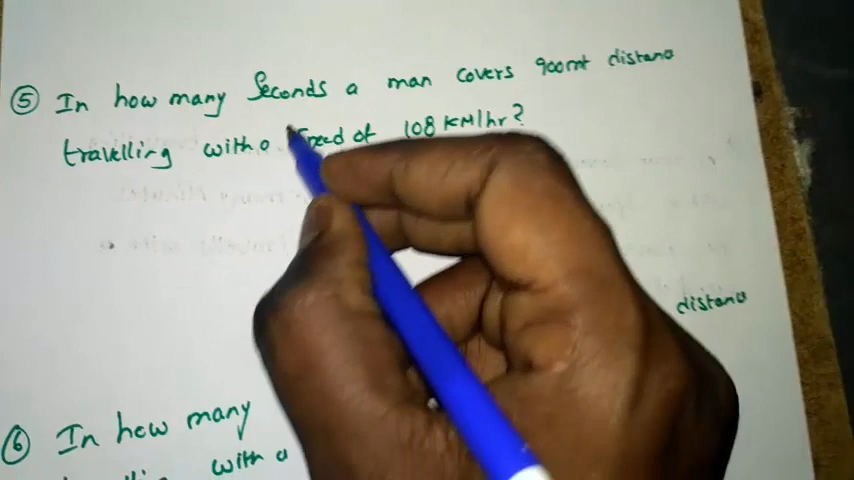 ⑤ In how many Seconds a man covers 900mt distance
travelling with a Speed of 108 KM/hr?
distance
⑥ In how many
with a